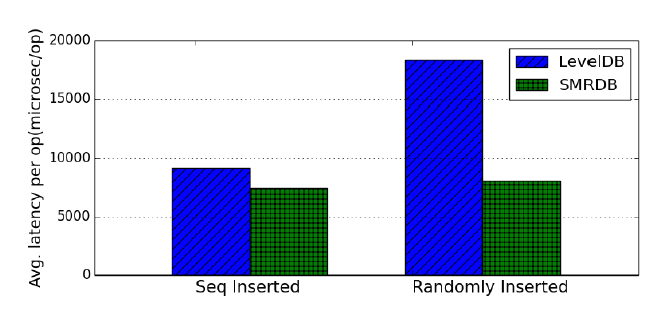 Avg. latency per op(microsec/op)
20000
15000
10000
5000
0
LevelDB
SMRDB
Seq Inserted
Randomly Inserted